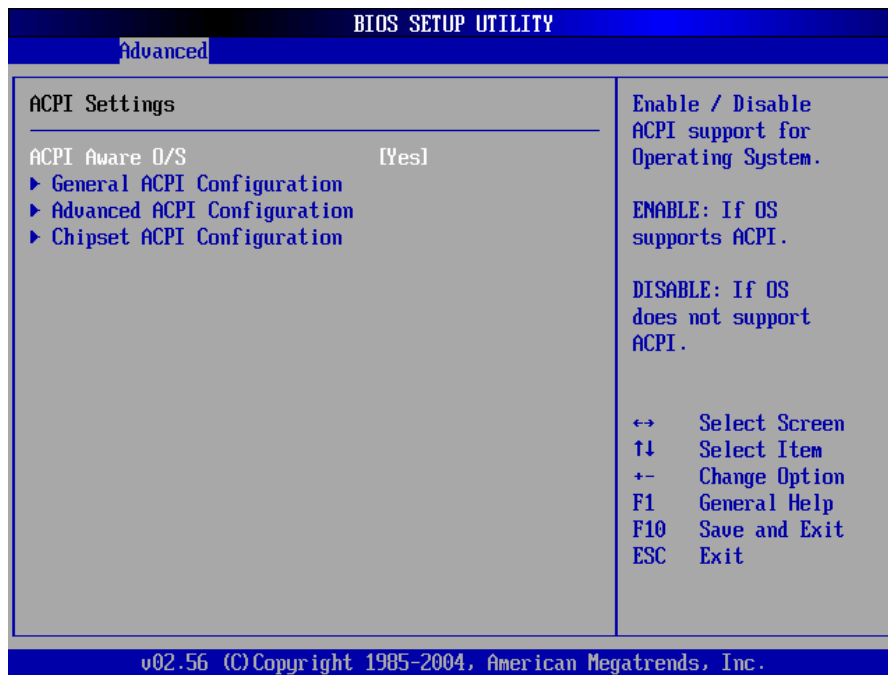 BIOS SETUP UTILITY
Advanced
ACPI Settings
ACPI Aware O/S [Yes]
▶ General ACPI Configuration
▶ Advanced ACPI Configuration
▶ Chipset ACPI Configuration
Enable / Disable
ACPI support for
Operating System.
ENABLE: If OS
supports ACPI.
DISABLE: If OS
does not support
ACPI.
←→ Select Screen
↑↓ Select Item
+- Change Option
F1 General Help
F10 Save and Exit
ESC Exit
v02.56 (C)Copyright 1985-2004, American Megatrends, Inc.